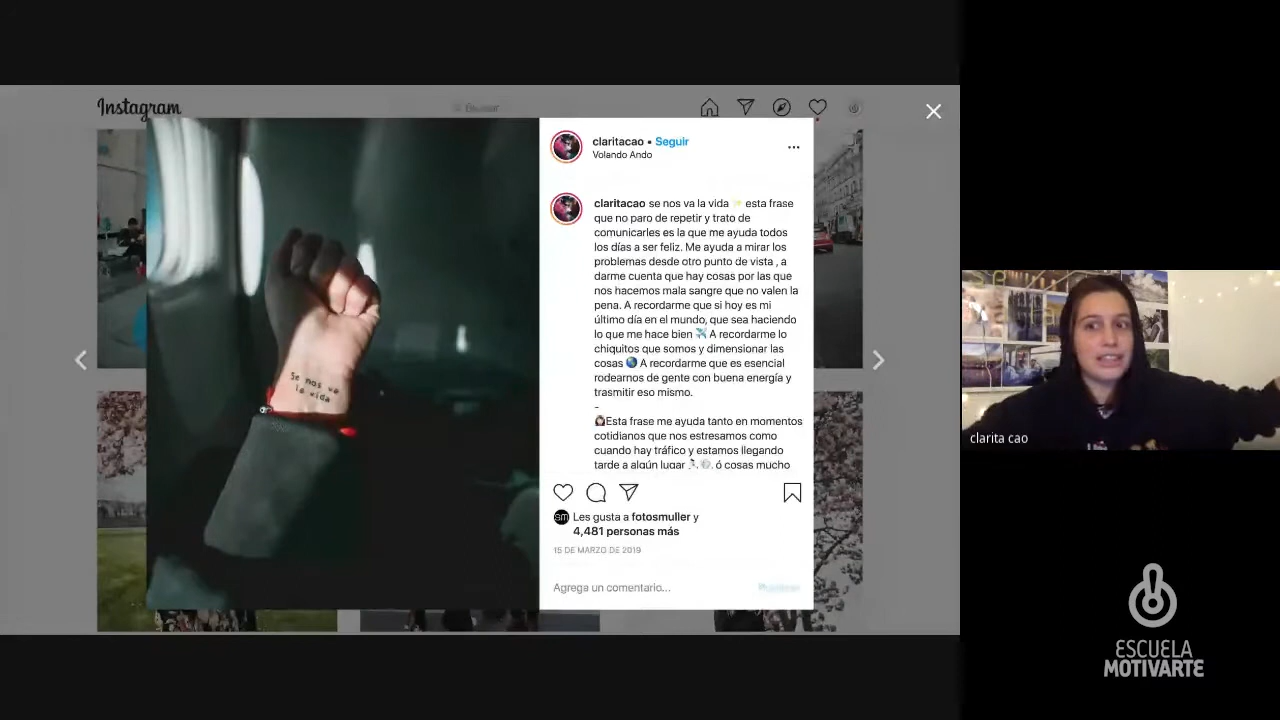 Instagram
Buscar
claritacao • Seguir
Volando Ando
claritacao se nos va la vida ✨ esta frase
que no paro de repetir y trato de
comunicarles es la que me ayuda todos
los días a ser feliz. Me ayuda a mirar los
problemas desde otro punto de vista , a
darme cuenta que hay cosas por las que
nos hacemos mala sangre que no valen la
pena. A recordarme que si hoy es mi
último día en el mundo, que sea haciendo
lo que me hace bien ✈️ A recordarme lo
chiquitos que somos y dimensionar las
cosas 🌎 A recordarme que es esencial
rodearnos de gente con buena energía y
trasmitir eso mismo.
-
Esta frase me ayuda tanto en momentos
cotidianos que nos estresamos como
cuando hay tráfico y estamos llegando
tarde a algún lugar ó cosas mucho
Se nos va
la vida
Les gusta a fotosmuller y
4,481 personas más
15 DE MARZO DE 2019
Agrega un comentario...
Publicar
clarita cao
ESCUELA
MOTIVARTE